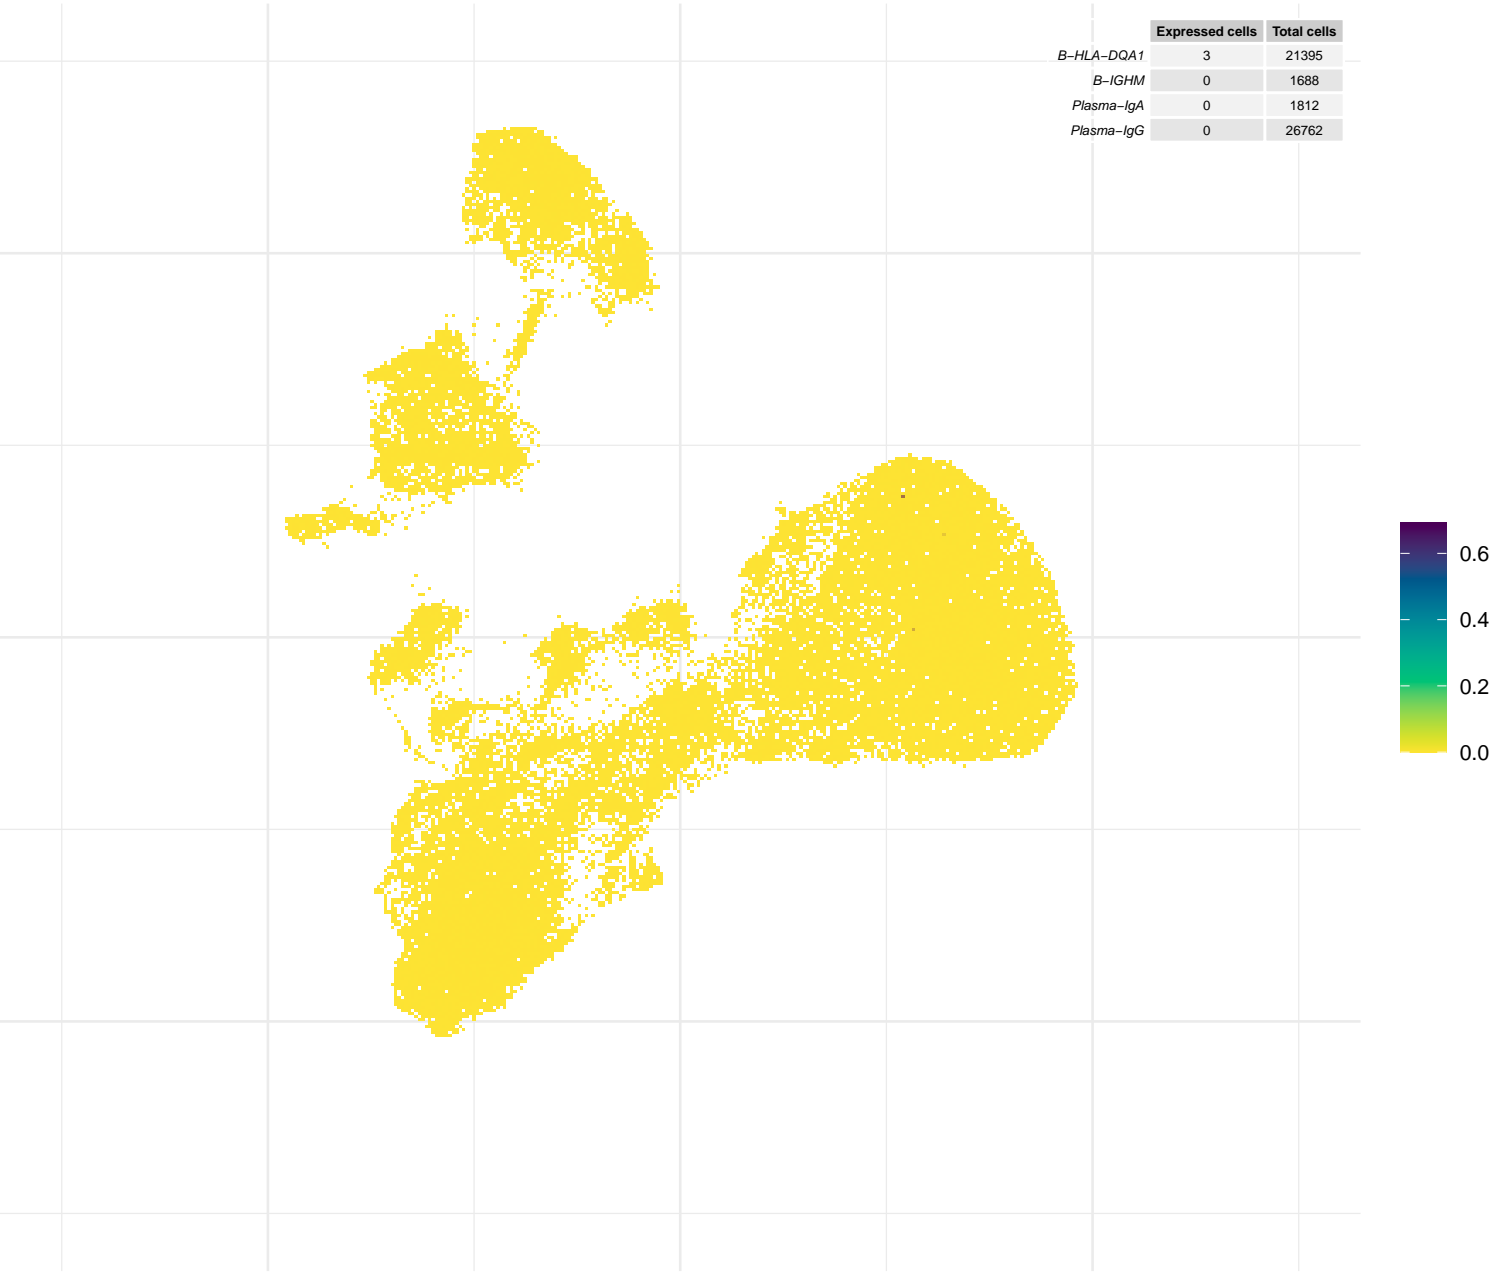 Expressed cells Total cells
B−HLA−DQA1 3 21395
B−IGHM 0 1688
Plasma−IgA 0 1812
Plasma−IgG 0 26762
0.6
0.4
0.2
0.0